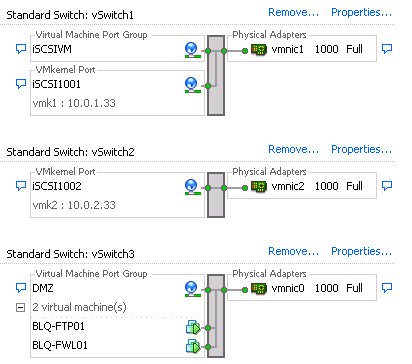 Standard Switch: vSwitch1 Remove... Properties...
Virtual Machine Port Group Physical Adapters
iSCSIVM vmnic1 1000 Full
VMkernel Port
iSCSI1001
vmk1 : 10.0.1.33
Standard Switch: vSwitch2 Remove... Properties...
VMkernel Port Physical Adapters
iSCSI1002 vmnic2 1000 Full
vmk2 : 10.0.2.33
Standard Switch: vSwitch3 Remove... Properties...
Virtual Machine Port Group Physical Adapters
DMZ vmnic0 1000 Full
2 virtual machine(s)
BLQ-FTP01
BLQ-FWL01